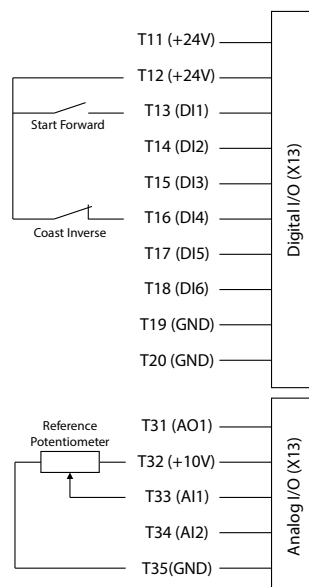 T11 (+24V)
T12 (+24V)
T13 (DI1)
Start Forward
T14 (DI2)
T15 (DI3)
T16 (DI4)
Coast Inverse
T17 (DI5)
T18 (DI6)
T19 (GND)
T20 (GND)
Digital I/O (X13)
Reference
Potentiometer
T31 (AO1)
T32 (+10V)
T33 (AI1)
T34 (AI2)
T35(GND)
Analog I/O (X13)